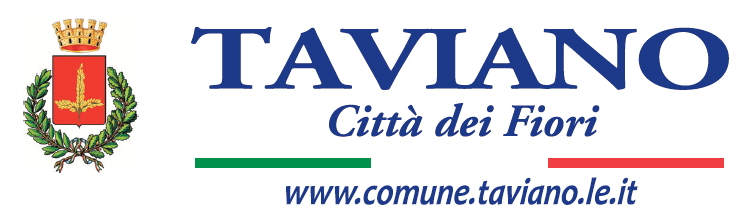 TAVIANO
Città dei Fiori
www.comune.taviano.le.it